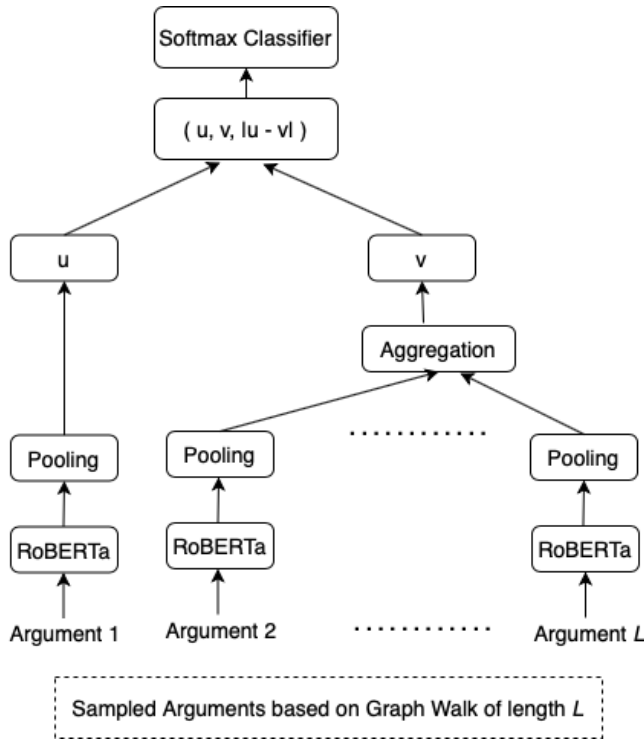 Softmax Classifier
( u, v, |u - v| )
u
v
Aggregation
Pooling
Pooling
Pooling
RoBERTa
RoBERTa
RoBERTa
Argument 1
Argument 2
Argument L
Sampled Arguments based on Graph Walk of length L